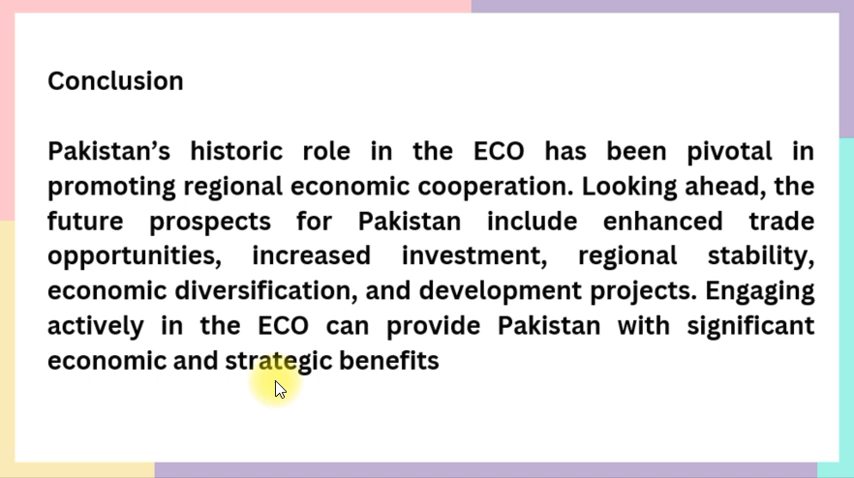 Conclusion
Pakistan’s historic role in the ECO has been pivotal in
promoting regional economic cooperation. Looking ahead, the
future prospects for Pakistan include enhanced trade
opportunities, increased investment, regional stability,
economic diversification, and development projects. Engaging
actively in the ECO can provide Pakistan with significant
economic and strategic benefits